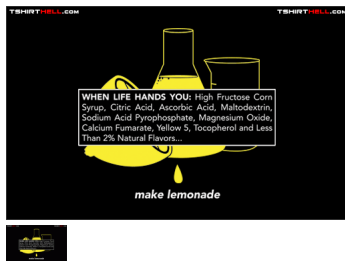 TSHIRTHELL.COM TSHIRTHELL.COM
WHEN LIFE HANDS YOU: High Fructose Corn
Syrup, Citric Acid, Ascorbic Acid, Maltodextrin,
Sodium Acid Pyrophosphate, Magnesium Oxide,
Calcium Fumarate, Yellow 5, Tocopherol and Less
Than 2% Natural Flavors...
make lemonade